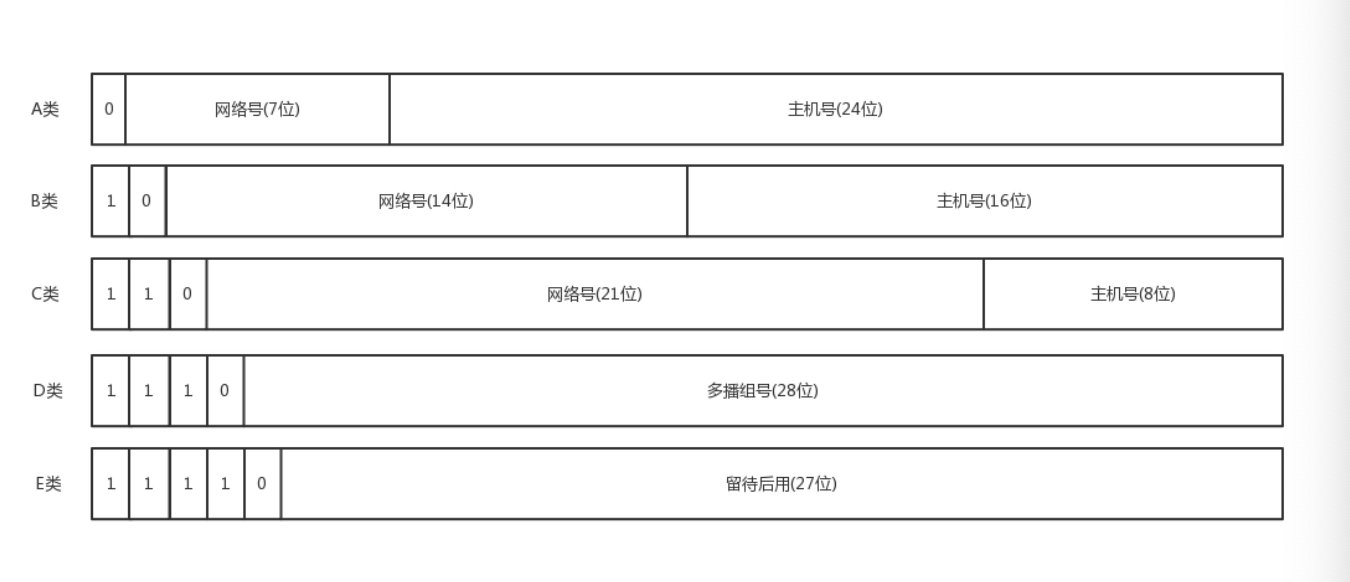 A类 0 网络号(7位) 主机号(24位)
B类 1 0 网络号(14位) 主机号(16位)
C类 1 1 0 网络号(21位) 主机号(8位)
D类 1 1 1 0 多播组号(28位)
E类 1 1 1 1 0 留待后用(27位)